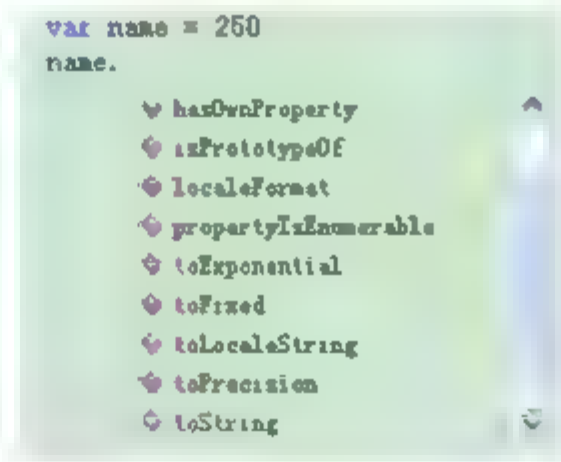 var name = 250
name.
hasOwnProperty
isPrototypeOf
localeFormat
propertyIsEnumerable
toExponential
toFixed
toLocaleString
toPrecision
toString